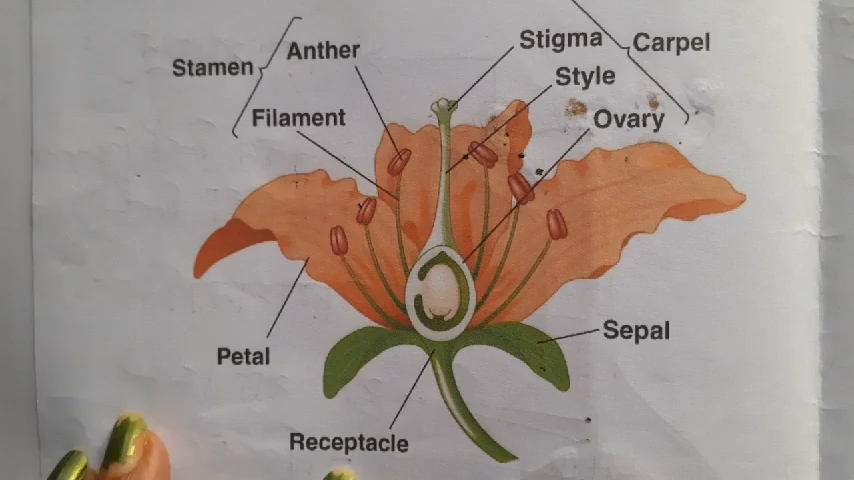 Stigma
Carpel
Anther
Stamen
Style
Filament
Ovary
Sepal
Petal
Receptacle